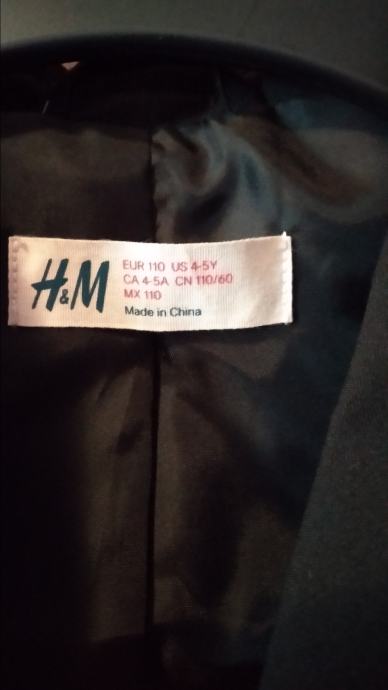 H&M
EUR 110 US 4-5Y
CA 4-5A CN 110/60
MX 110
Made in China